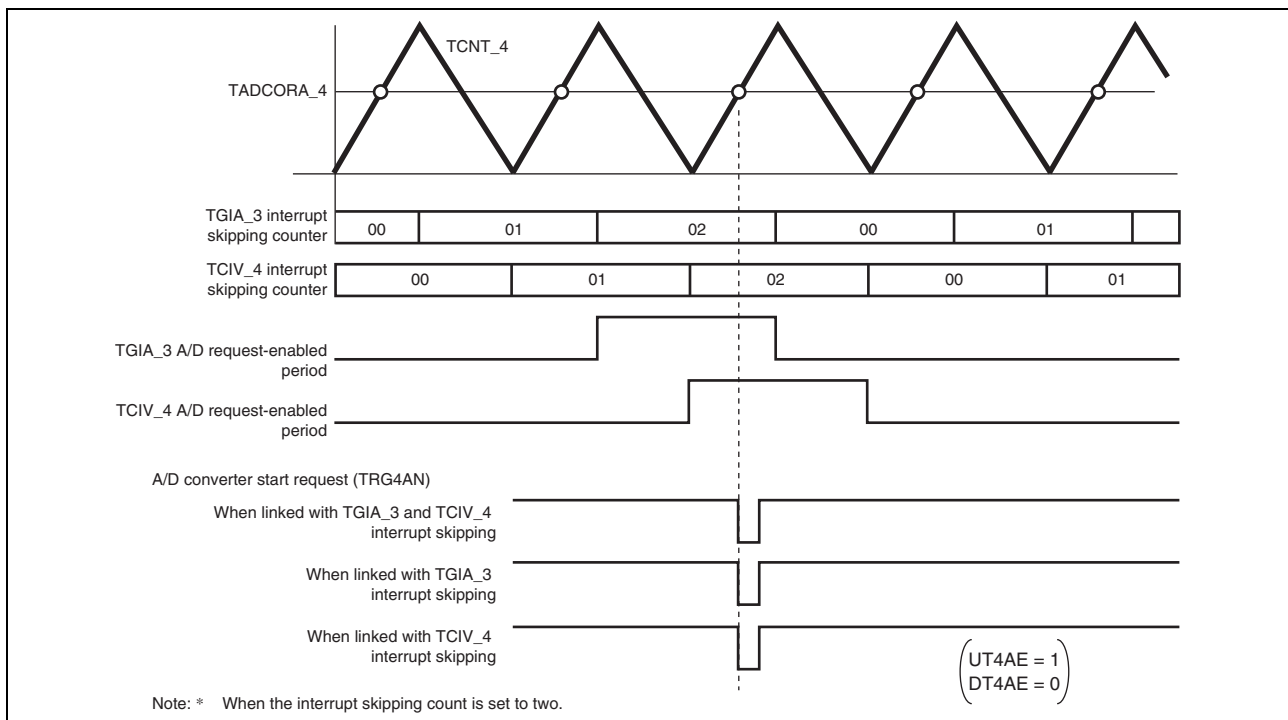 TCNT_4
TADCORA_4
TGIA_3 interrupt
skipping counter
00 01 02 00 01
TCIV_4 interrupt
skipping counter
00 01 02 00 01
TGIA_3 A/D request-enabled
period
TCIV_4 A/D request-enabled
period
A/D converter start request (TRG4AN)
When linked with TGIA_3 and TCIV_4
interrupt skipping
When linked with TGIA_3
interrupt skipping
When linked with TCIV_4
interrupt skipping
UT4AE = 1
DT4AE = 0
Note: * When the interrupt skipping count is set to two.